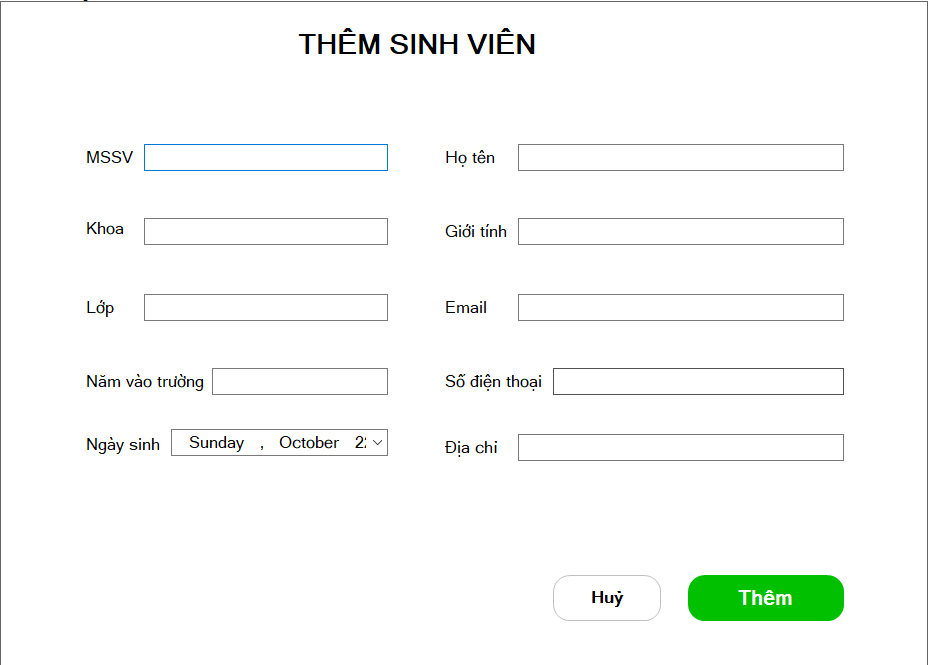 THÊM SINH VIÊN
MSSV
Họ tên
Khoa
Giới tính
Lớp
Email
Năm vào trường
Số điện thoại
Ngày sinh Sunday , October
Địa chỉ
Huỷ
Thêm